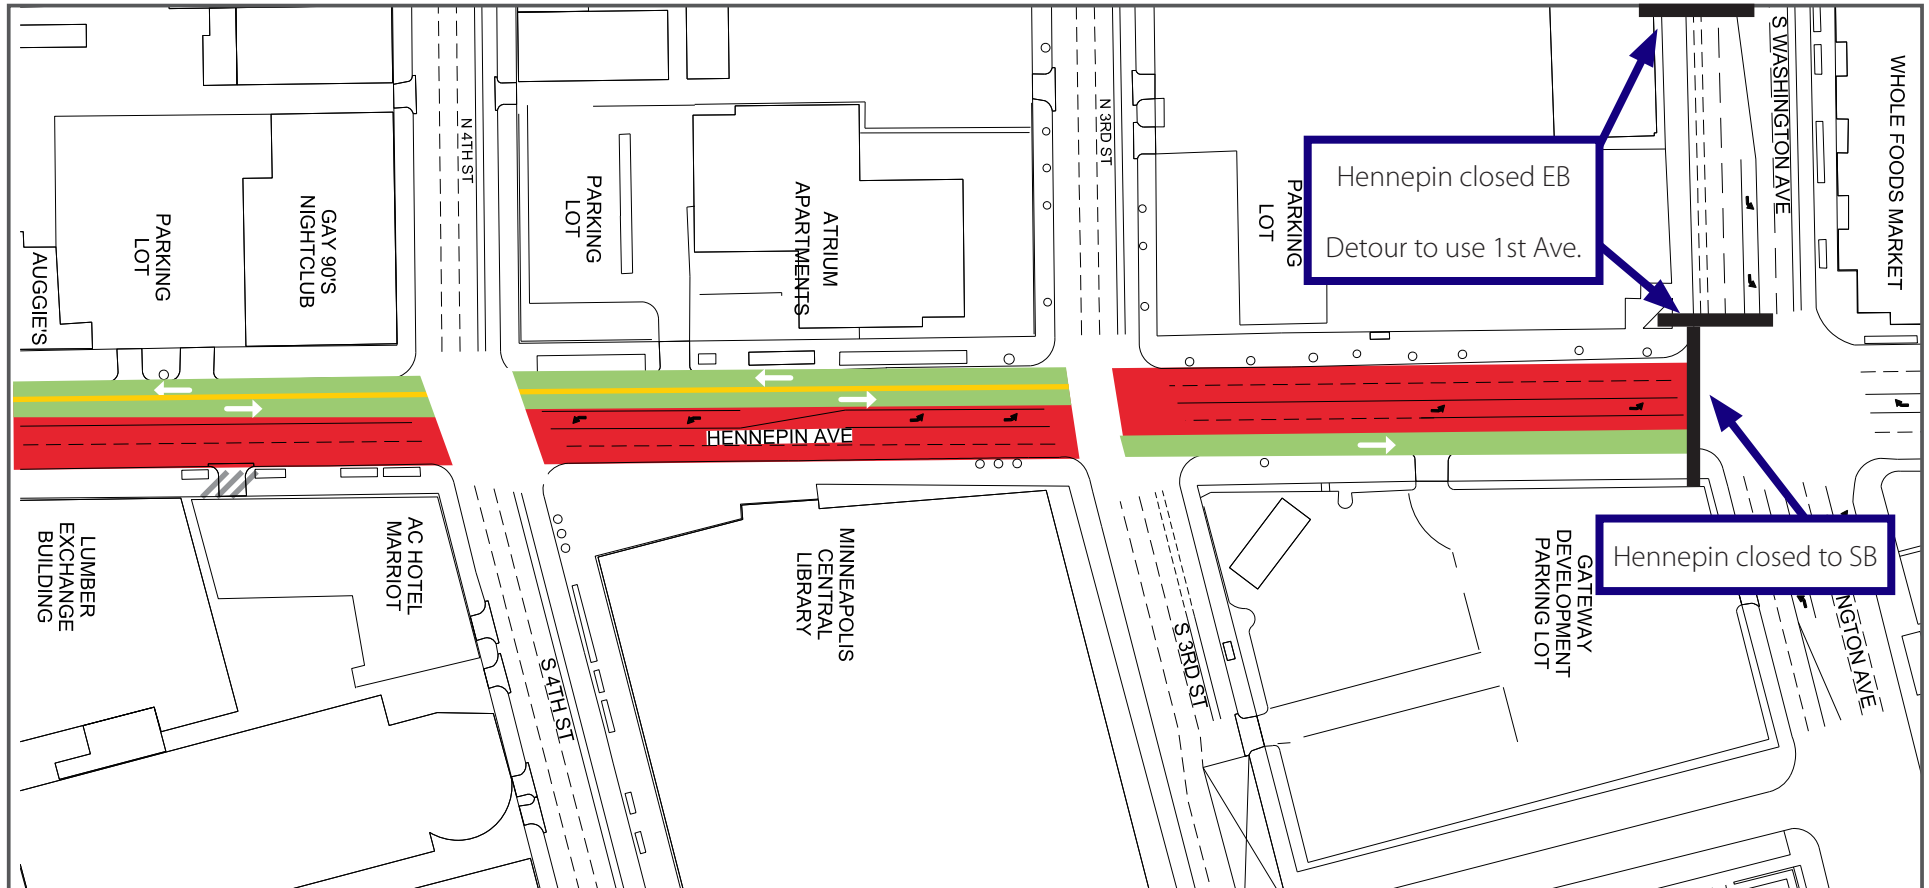 N 4TH ST
N 3RD ST
S WASHINGTON AVE
WHOLE FOODS MARKET
Hennepin closed EB
Detour to use 1st Ave.
AUGGIE'S
PARKING
LOT
GAY 90'S
NIGHTCLUB
PARKING
LOT
ATRIUM
APARTMENTS
PARKING
LOT
HENNEPIN AVE
LUMBER
EXCHANGE
BUILDING
AC HOTEL
MARRIOT
S 4TH ST
MINNEAPOLIS
CENTRAL
LIBRARY
S 3RD ST
GATEWAY
DEVELOPMENT
PARKING LOT
Hennepin closed to SB
NGTON AVE